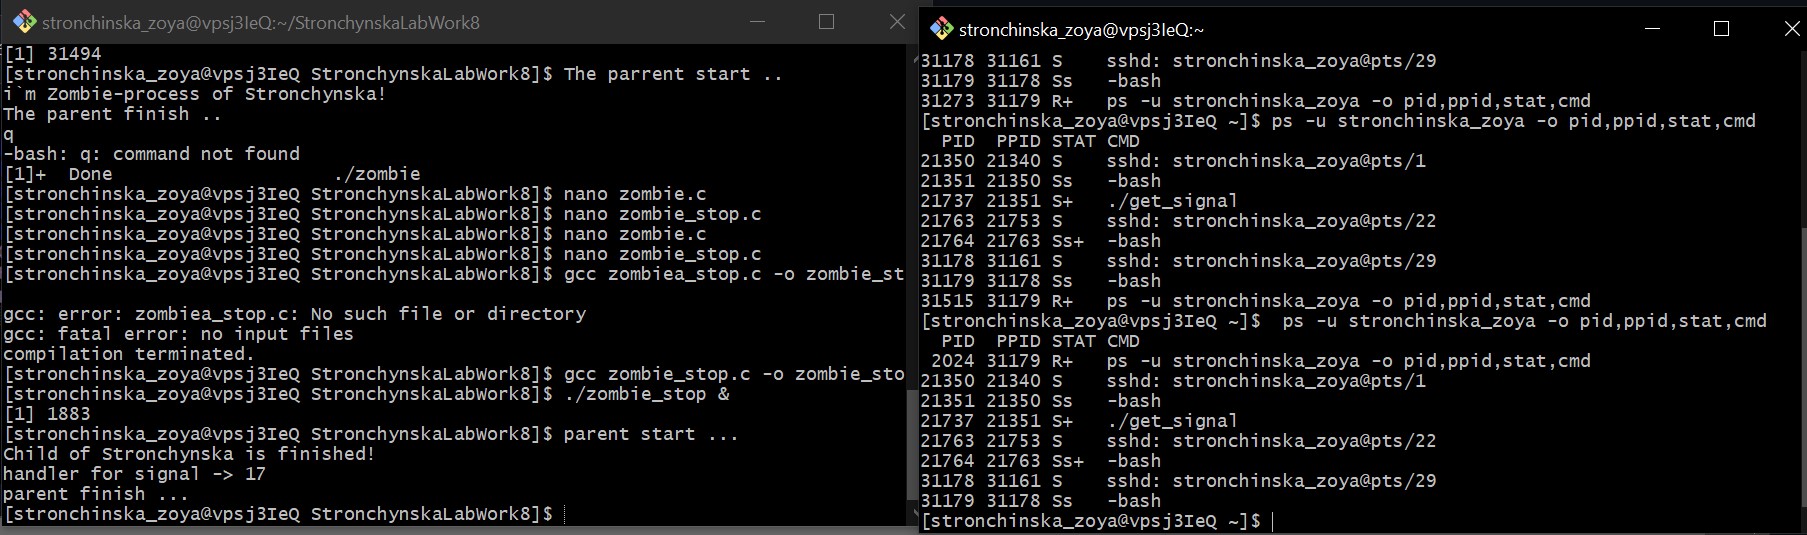 stronchinska_zoya@vpsj3IeQ:~/StronchynskaLabWork8
[1] 31494
[stronchinska_zoya@vpsj3IeQ StronchynskaLabWork8]$ The parrent start ..
i`m Zombie-process of Stronchynska!
The parent finish ..
q
-bash: q: command not found
[1]+  Done                    ./zombie
[stronchinska_zoya@vpsj3IeQ StronchynskaLabWork8]$ nano zombie.c
[stronchinska_zoya@vpsj3IeQ StronchynskaLabWork8]$ nano zombie_stop.c
[stronchinska_zoya@vpsj3IeQ StronchynskaLabWork8]$ nano zombie.c
[stronchinska_zoya@vpsj3IeQ StronchynskaLabWork8]$ nano zombie_stop.c
[stronchinska_zoya@vpsj3IeQ StronchynskaLabWork8]$ gcc zombiea_stop.c -o zombie_st
gcc: error: zombiea_stop.c: No such file or directory
gcc: fatal error: no input files
compilation terminated.
[stronchinska_zoya@vpsj3IeQ StronchynskaLabWork8]$ gcc zombie_stop.c -o zombie_sto
[stronchinska_zoya@vpsj3IeQ StronchynskaLabWork8]$ ./zombie_stop &
[1] 1883
[stronchinska_zoya@vpsj3IeQ StronchynskaLabWork8]$ parent start ...
Child of Stronchynska is finished!
handler for signal -> 17
parent finish ...
[stronchinska_zoya@vpsj3IeQ StronchynskaLabWork8]$
stronchinska_zoya@vpsj3IeQ:~
31178 31161 S    sshd: stronchinska_zoya@pts/29
31179 31178 Ss   -bash
31273 31179 R+   ps -u stronchinska_zoya -o pid,ppid,stat,cmd
[stronchinska_zoya@vpsj3IeQ ~]$ ps -u stronchinska_zoya -o pid,ppid,stat,cmd
  PID  PPID STAT CMD
21350 21340 S    sshd: stronchinska_zoya@pts/1
21351 21350 Ss   -bash
21737 21351 S+   ./get_signal
21763 21753 S    sshd: stronchinska_zoya@pts/22
21764 21763 Ss+  -bash
31178 31161 S    sshd: stronchinska_zoya@pts/29
31179 31178 Ss   -bash
31515 31179 R+   ps -u stronchinska_zoya -o pid,ppid,stat,cmd
[stronchinska_zoya@vpsj3IeQ ~]$  ps -u stronchinska_zoya -o pid,ppid,stat,cmd
  PID  PPID STAT CMD
 2024 31179 R+   ps -u stronchinska_zoya -o pid,ppid,stat,cmd
21350 21340 S    sshd: stronchinska_zoya@pts/1
21351 21350 Ss   -bash
21737 21351 S+   ./get_signal
21763 21753 S    sshd: stronchinska_zoya@pts/22
21764 21763 Ss+  -bash
31178 31161 S    sshd: stronchinska_zoya@pts/29
31179 31178 Ss   -bash
[stronchinska_zoya@vpsj3IeQ ~]$